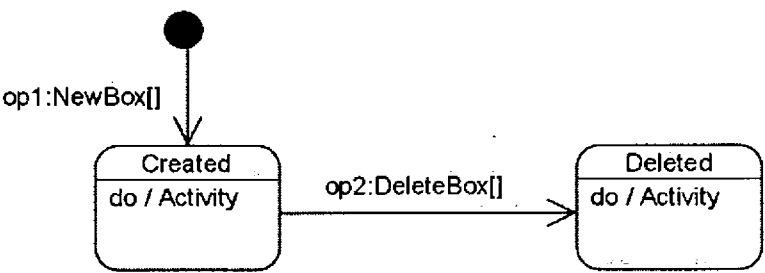 op1:NewBox[]
Created
do / Activity
op2:DeleteBox[]
Deleted
do / Activity